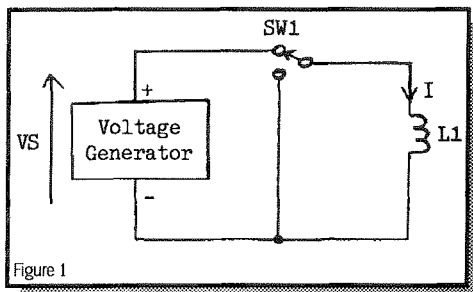 SW1
+
I
VS
Voltage
Generator
L1
-
Figure 1